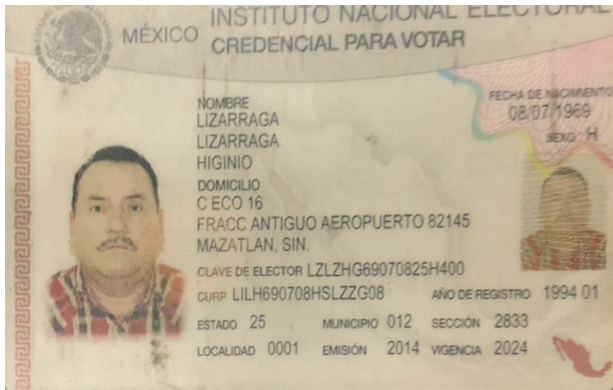 MÉXICO
INSTITUTO NACIONAL ELECTORAL
CREDENCIAL PARA VOTAR
NOMBRE
LIZARRAGA
LIZARRAGA
HIGINIO
FECHA DE NACIMIENTO
08/07/1969
SEXO H
DOMICILIO
C ECO 16
FRACC ANTIGUO AEROPUERTO 82145
MAZATLAN, SIN.
CLAVE DE ELECTOR LZLZHG69070825H400
CURP LILH690708HSLZZG08 AÑO DE REGISTRO 1994 01
ESTADO 25 MUNICIPIO 012 SECCIÓN 2833
LOCALIDAD 0001 EMISIÓN 2014 VIGENCIA 2024